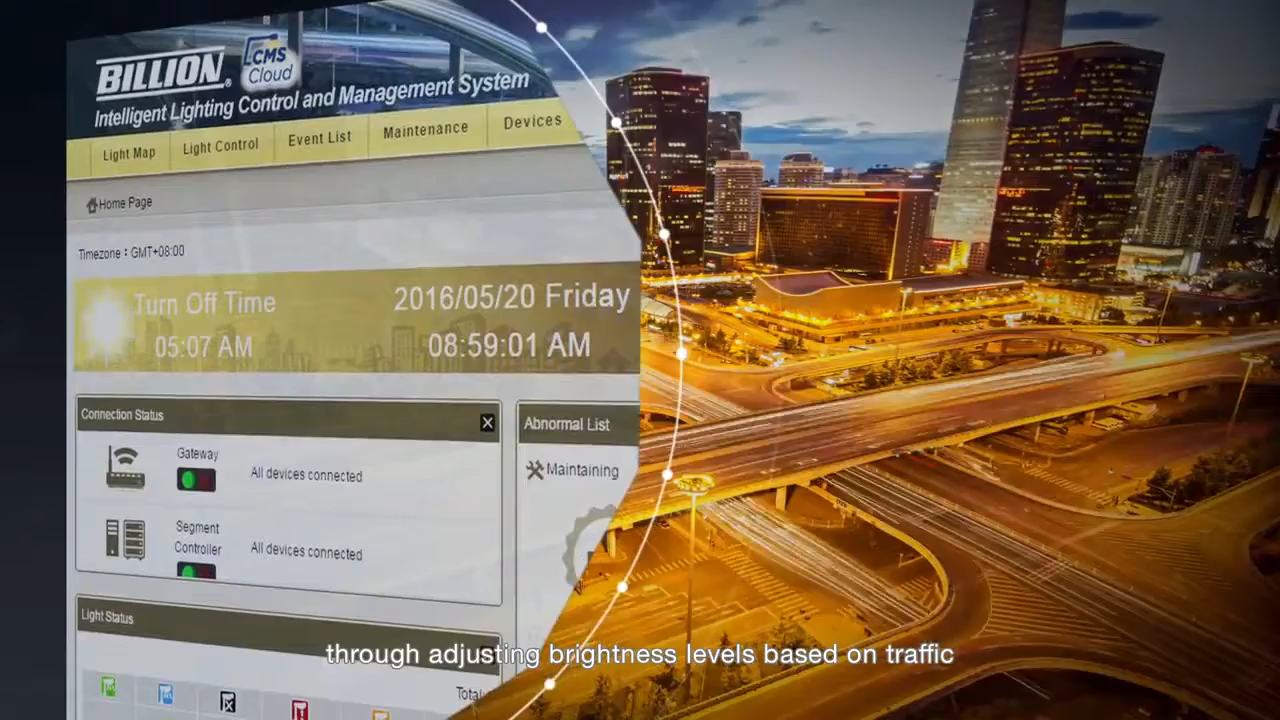 BILLION®
CMS
Cloud
Intelligent Lighting Control and Management System
Light Map
Light Control
Event List
Maintenance
Devices
Home Page
Timezone : GMT+08:00
Turn Off Time
05:07 AM
2016/05/20 Friday
08:59:01 AM
Connection Status
X
Gateway
All devices connected
Segment
Controller
All devices connected
Abnormal List
Maintaining
Light Status
Total
through adjusting brightness levels based on traffic